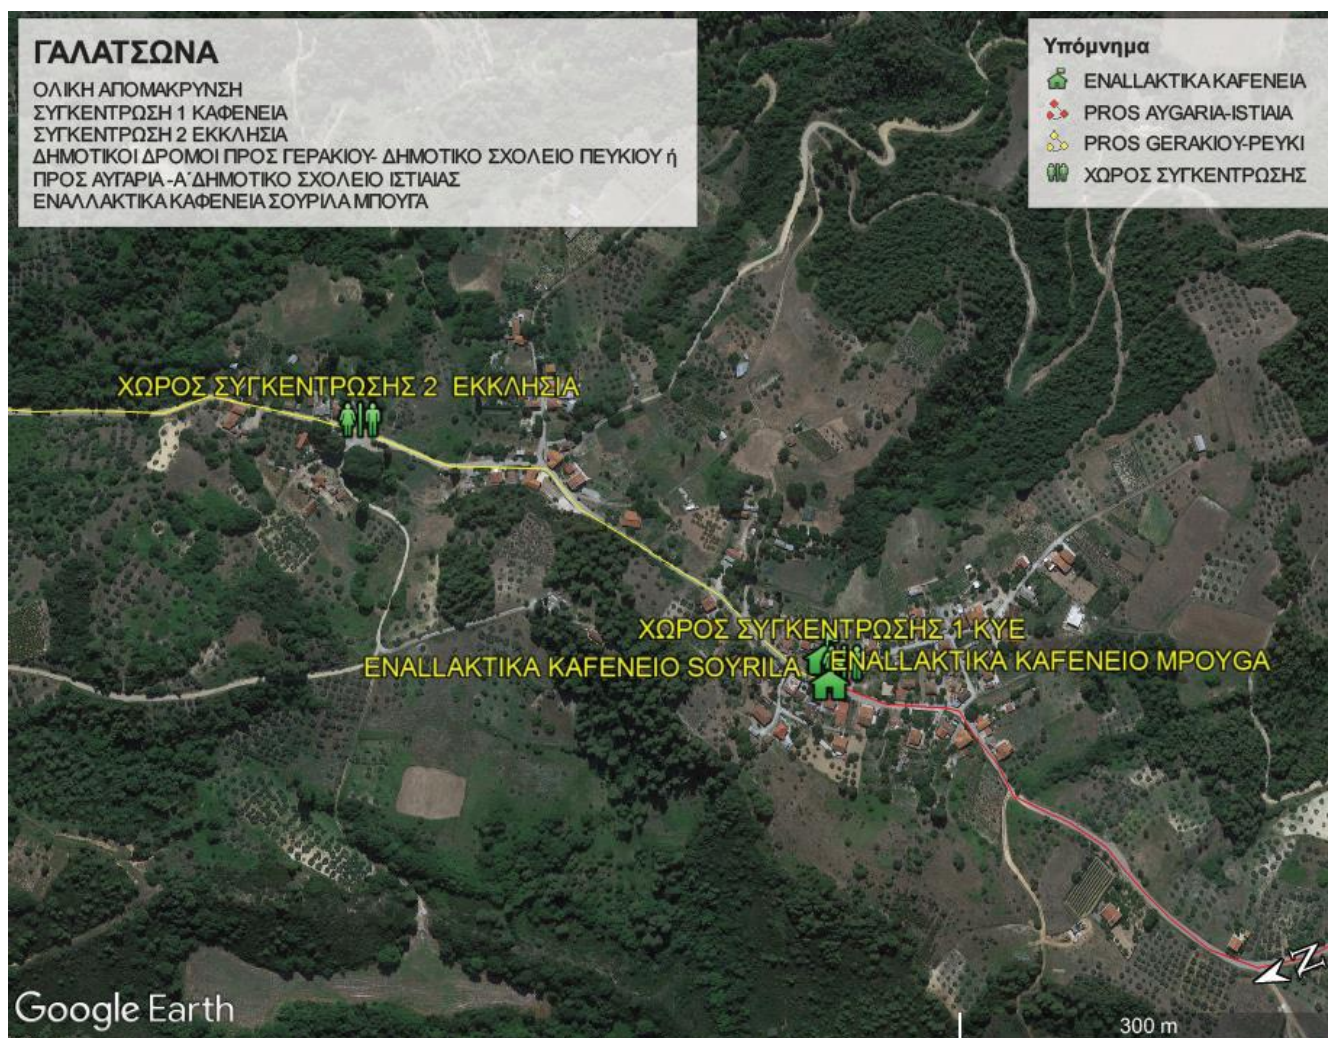 ΓΑΛΑΤΣΩΝΑ
ΟΛΙΚΗ ΑΠΟΜΑΚΡΥΝΣΗ
ΣΥΓΚΕΝΤΡΩΣΗ 1 ΚΑΦΕΝΕΙΑ
ΣΥΓΚΕΝΤΡΩΣΗ 2 ΕΚΚΛΗΣΙΑ
ΔΗΜΟΤΙΚΟΙ ΔΡΟΜΟΙ ΠΡΟΣ ΓΕΡΑΚΙΟΥ- ΔΗΜΟΤΙΚΟ ΣΧΟΛΕΙΟ ΠΕΥΚΙΟΥ ή
ΠΡΟΣ ΑΥΓΑΡΙΑ -Α΄ΔΗΜΟΤΙΚΟ ΣΧΟΛΕΙΟ ΙΣΤΙΑΙΑΣ
ΕΝΑΛΛΑΚΤΙΚΑ ΚΑΦΕΝΕΙΑ ΣΟΥΡΙΛΑ ΜΠΟΥΓΑ
Υπόμνημα
ENALLAKTIKA KAFENEIA
PROS AYGARIA-ISTIAIA
PROS GERAKIOY-PEYKI
ΧΩΡΟΣ ΣΥΓΚΕΝΤΡΩΣΗΣ
ΧΩΡΟΣ ΣΥΓΚΕΝΤΡΩΣΗΣ 2 ΕΚΚΛΗΣΙΑ
ΧΩΡΟΣ ΣΥΓΚΕΝΤΡΩΣΗΣ 1 ΚΥΕ
ENALLAKTIKA KAFENEIO SOYRILA
ENALLAKTIKA KAFENEIO MPOYGA
N
Google Earth
300 m